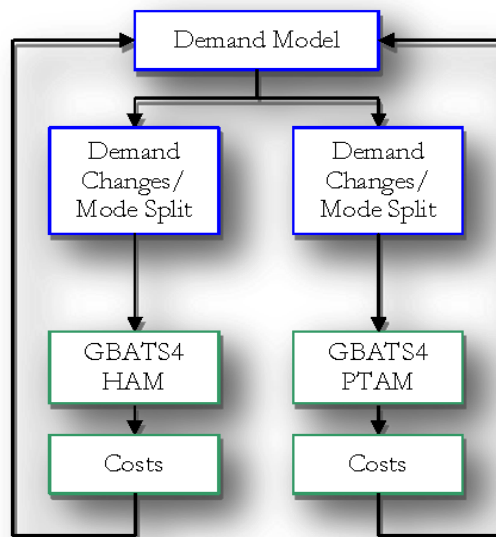 Demand Model
Demand
Changes/
Mode Split
Demand
Changes/
Mode Split
GBATS4
HAM
GBATS4
PTAM
Costs
Costs